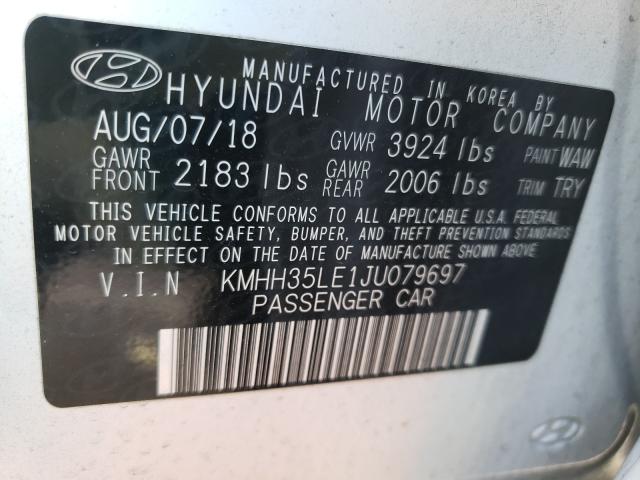 MANUFACTURED IN KOREA BY
HYUNDAI MOTOR COMPANY
AUG/07/18 GVWR 3924 lbs PAINT WAW
GAWR FRONT 2183 lbs GAWR REAR 2006 lbs TRIM TRY
THIS VEHICLE CONFORMS TO ALL APPLICABLE U.S.A. FEDERAL
MOTOR VEHICLE SAFETY, BUMPER, AND THEFT PREVENTION STANDARDS
IN EFFECT ON THE DATE OF MANUFACTURE SHOWN ABOVE.
V.I.N KMHH35LE1JU079697
PASSENGER CAR